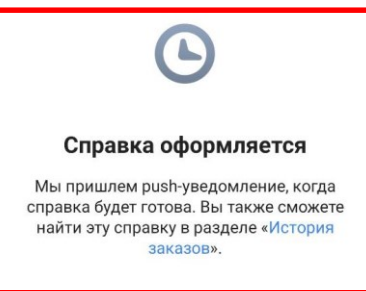 Справка оформляется
Мы пришлем push-уведомление, когда
справка будет готова. Вы также сможете
найти эту справку в разделе «История
заказов».